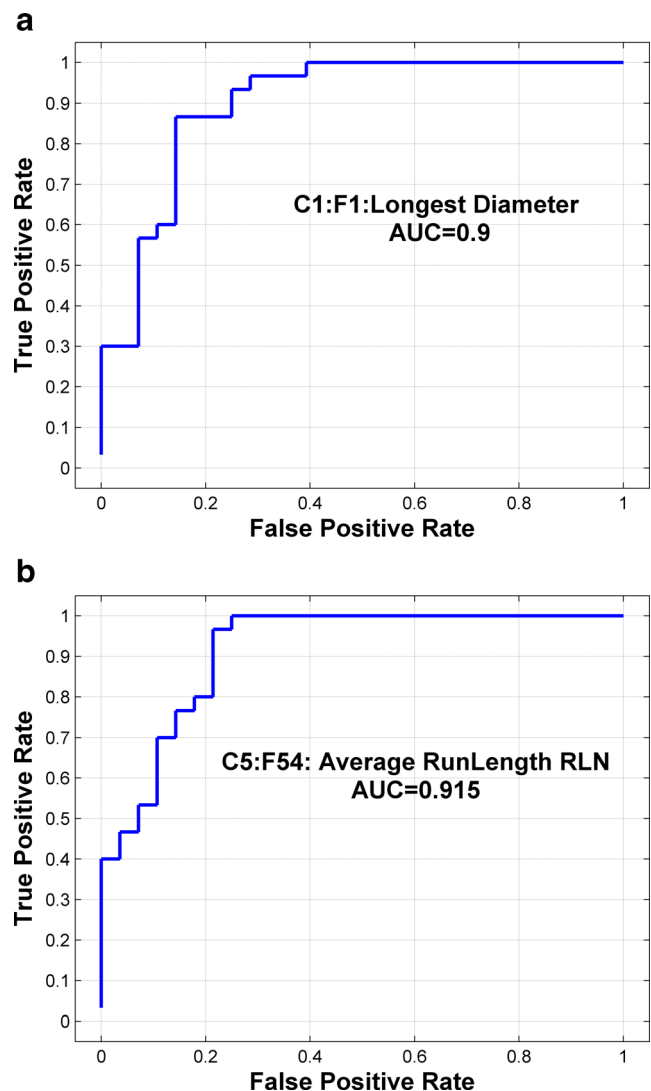 a
1
0.9
0.8
0.7
0.6
0.5
0.4
0.3
0.2
0.1
0
True Positive Rate
C1:F1:Longest Diameter
AUC=0.9
0 0.2 0.4 0.6 0.8 1
False Positive Rate
b
1
0.9
0.8
0.7
0.6
0.5
0.4
0.3
0.2
0.1
0
True Positive Rate
C5:F54: Average RunLength RLN
AUC=0.915
0 0.2 0.4 0.6 0.8 1
False Positive Rate